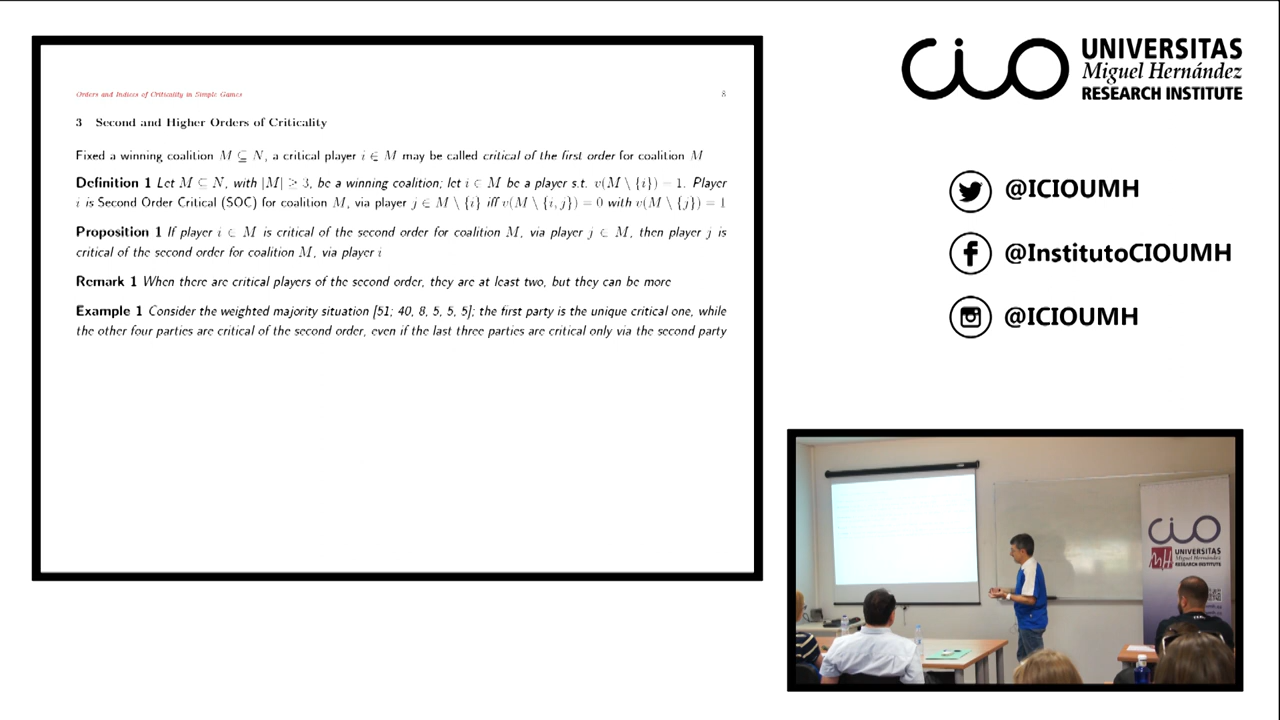 Orders and Indices of Criticality in Simple Games 8
3 Second and Higher Orders of Criticality
Fixed a winning coalition M ⊆ N, a critical player i ∈ M may be called critical of the first order for coalition M
Definition 1 Let M ⊆ N, with |M| ≥ 3, be a winning coalition; let i ∈ M be a player s.t. v(M \ {i}) = 1. Player
i is Second Order Critical (SOC) for coalition M, via player j ∈ M \ {i} iff v(M \ {i, j}) = 0 with v(M \ {j}) = 1
Proposition 1 If player i ∈ M is critical of the second order for coalition M, via player j ∈ M, then player j is
critical of the second order for coalition M, via player i
Remark 1 When there are critical players of the second order, they are at least two, but they can be more
Example 1 Consider the weighted majority situation [51; 40, 8, 5, 5, 5]; the first party is the unique critical one, while
the other four parties are critical of the second order, even if the last three parties are critical only via the second party
cio UNIVERSITAS
Miguel Hernández
RESEARCH INSTITUTE
@ICIOUMH
@InstitutoCIOUMH
@ICIOUMH
cio
UNIVERSITAS
Miguel Hernández
RESEARCH INSTITUTE